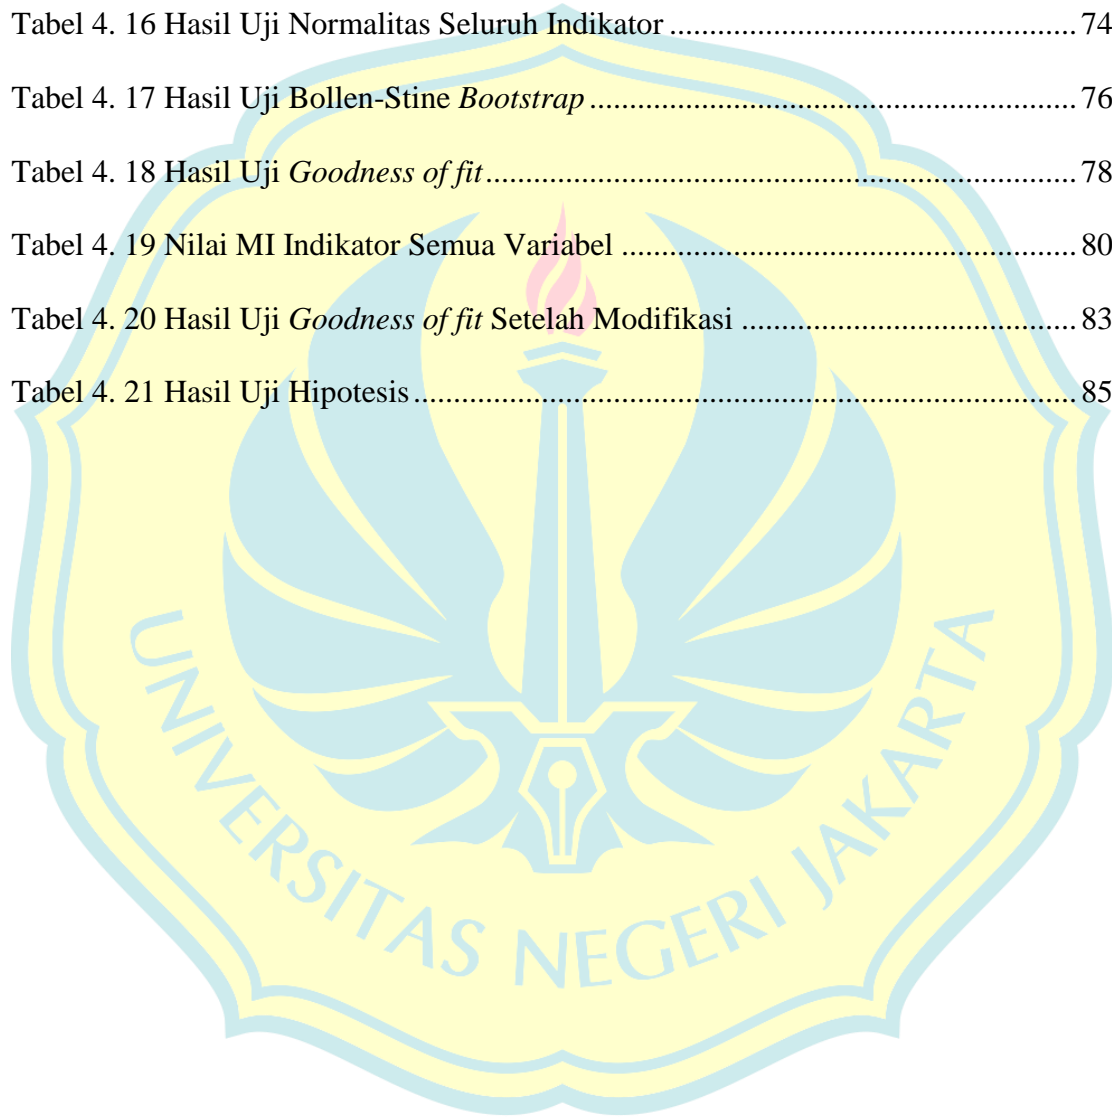 Tabel 4. 16 Hasil Uji Normalitas Seluruh Indikator ................................................ 74
Tabel 4. 17 Hasil Uji Bollen-Stine Bootstrap .......................................................... 76
Tabel 4. 18 Hasil Uji Goodness of fit ....................................................................... 78
Tabel 4. 19 Nilai MI Indikator Semua Variabel ...................................................... 80
Tabel 4. 20 Hasil Uji Goodness of fit Setelah Modifikasi ........................................ 83
Tabel 4. 21 Hasil Uji Hipotesis ................................................................................ 85
UNIVERSITAS NEGERI JAKARTA